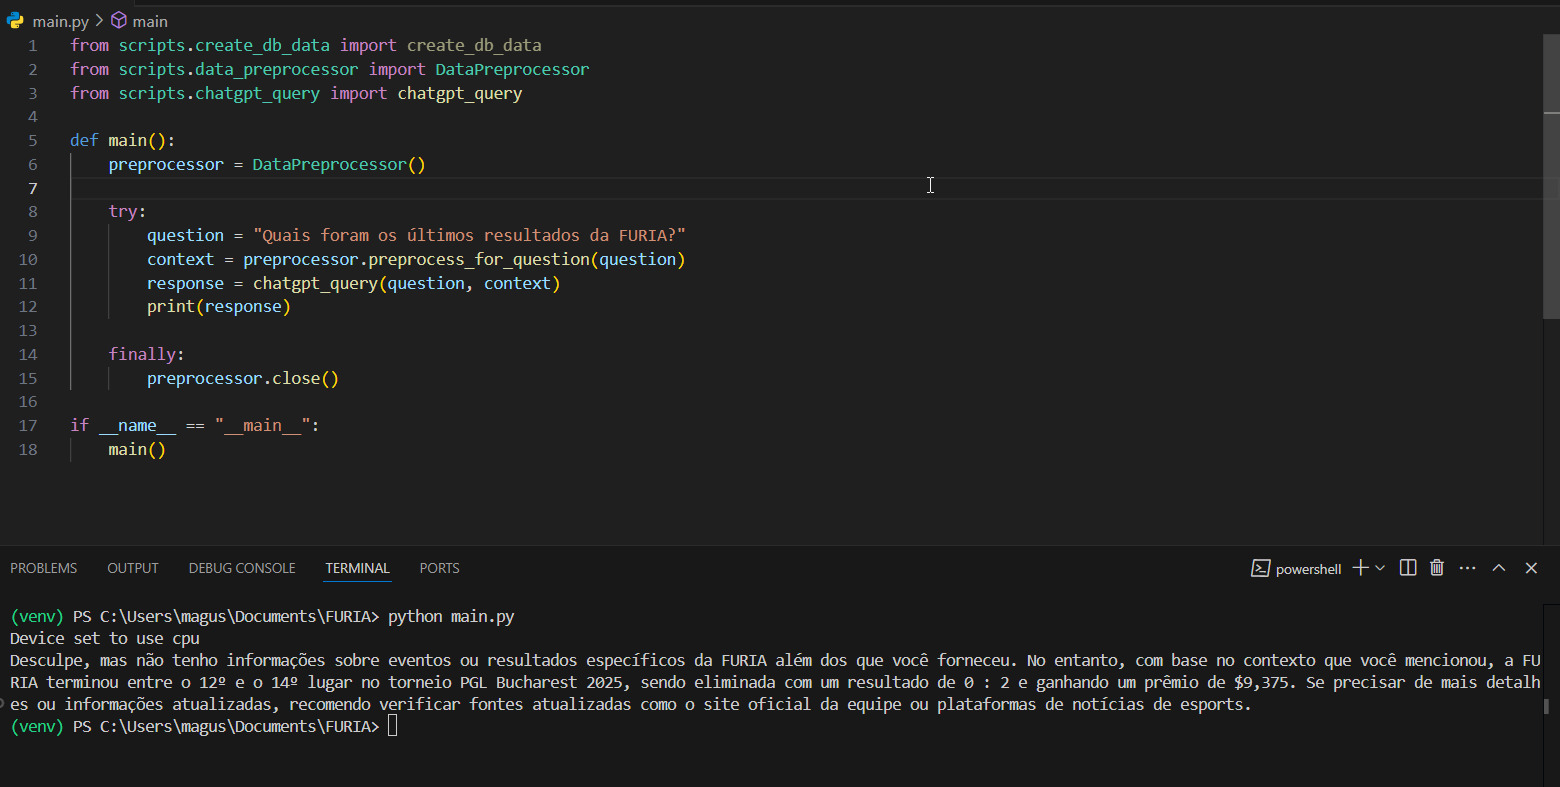 main.py > main
1 from scripts.create_db_data import create_db_data
2 from scripts.data_preprocessor import DataPreprocessor
3 from scripts.chatgpt_query import chatgpt_query
4
5 def main():
6     preprocessor = DataPreprocessor()
7
8     try:
9         question = "Quais foram os últimos resultados da FURIA?"
10         context = preprocessor.preprocess_for_question(question)
11         response = chatgpt_query(question, context)
12         print(response)
13
14     finally:
15         preprocessor.close()
16
17 if __name__ == "__main__":
18     main()
PROBLEMS OUTPUT DEBUG CONSOLE TERMINAL PORTS powershell
(venv) PS C:\Users\magus\Documents\FURIA> python main.py
Device set to use cpu
Desculpe, mas não tenho informações sobre eventos ou resultados específicos da FURIA além dos que você forneceu. No entanto, com base no contexto que você mencionou, a FU
RIA terminou entre o 12º e o 14º lugar no torneio PGL Bucharest 2025, sendo eliminada com um resultado de 0 : 2 e ganhando um prêmio de $9,375. Se precisar de mais detalh
es ou informações atualizadas, recomendo verificar fontes atualizadas como o site oficial da equipe ou plataformas de notícias de esports.
(venv) PS C:\Users\magus\Documents\FURIA>